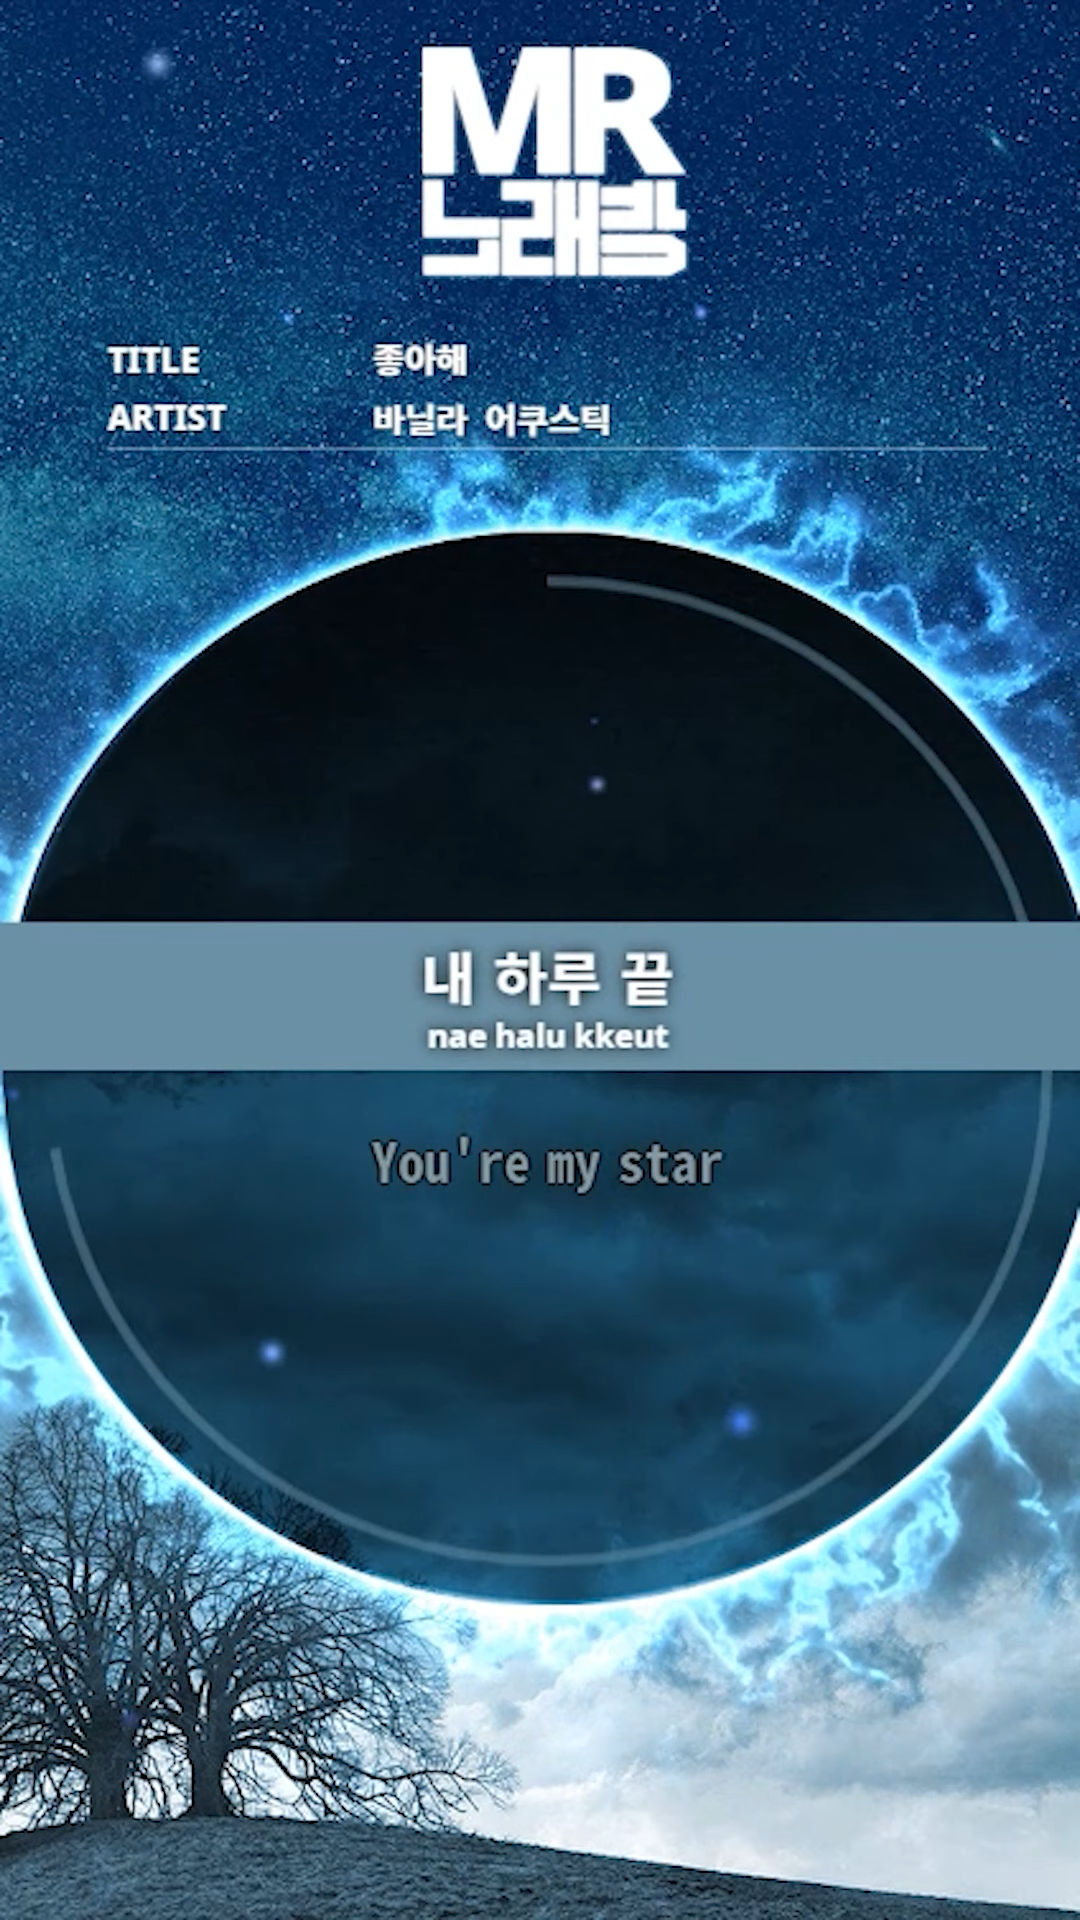 MR
노래방
TITLE 좋아해
ARTIST 바닐라 어쿠스틱
내 하루 끝
nae halu kkeut
You're my star